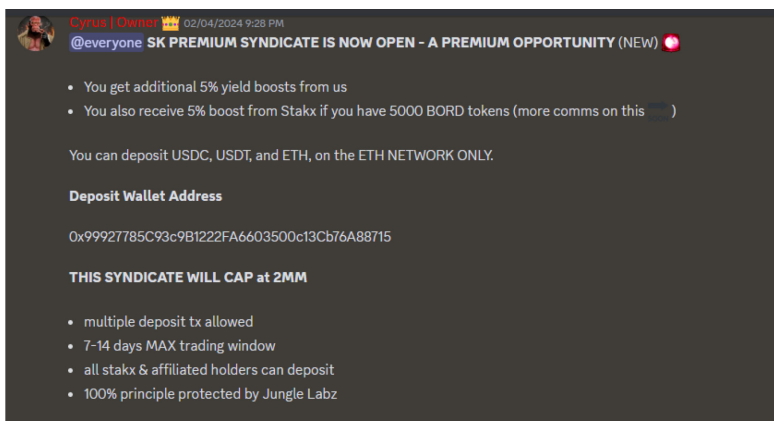 Cyrus | Owner 👑 02/04/2024 9:28 PM
@everyone SK PREMIUM SYNDICATE IS NOW OPEN - A PREMIUM OPPORTUNITY (NEW)
• You get additional 5% yield boosts from us
• You also receive 5% boost from Stakx if you have 5000 BORD tokens (more comms on this )
You can deposit USDC, USDT, and ETH, on the ETH NETWORK ONLY.
Deposit Wallet Address
0x99927785C93c9B1222FA6603500c13Cb76A88715
THIS SYNDICATE WILL CAP at 2MM
• multiple deposit tx allowed
• 7-14 days MAX trading window
• all stakx & affiliated holders can deposit
• 100% principle protected by Jungle Labz